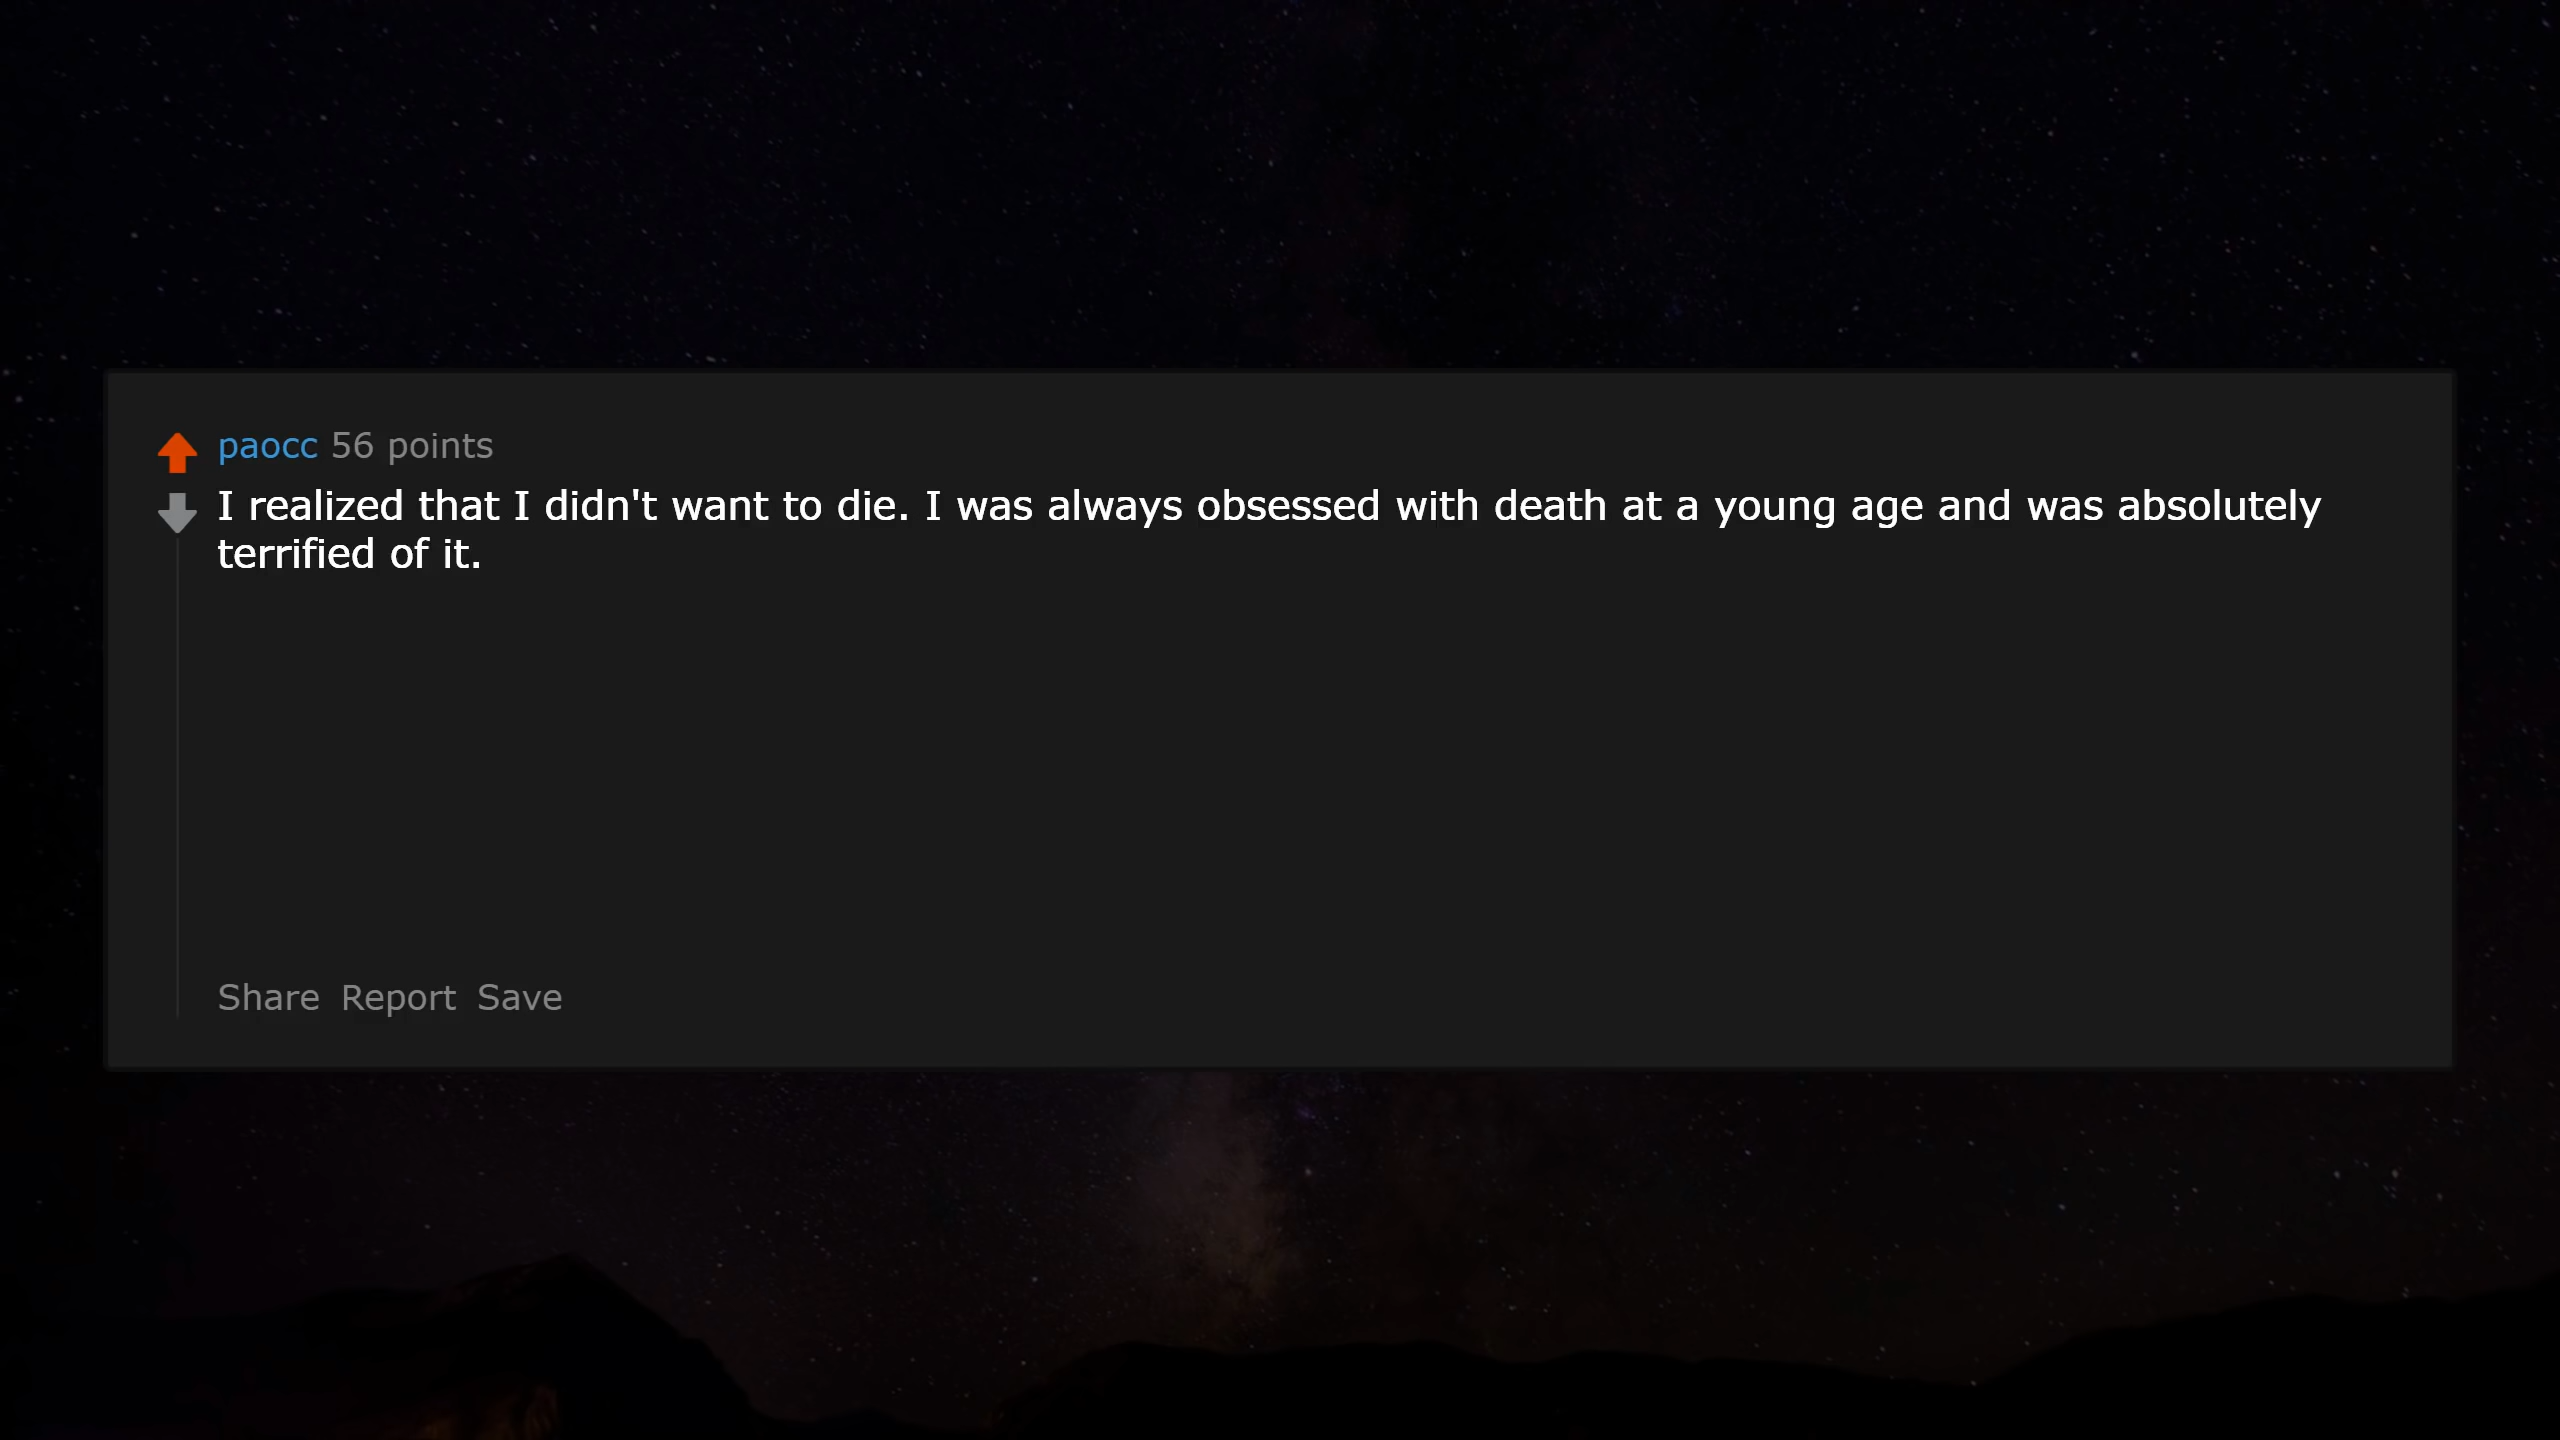 paocc 56 points
I realized that I didn't want to die. I was always obsessed with death at a young age and was absolutely
terrified of it.
Share Report Save